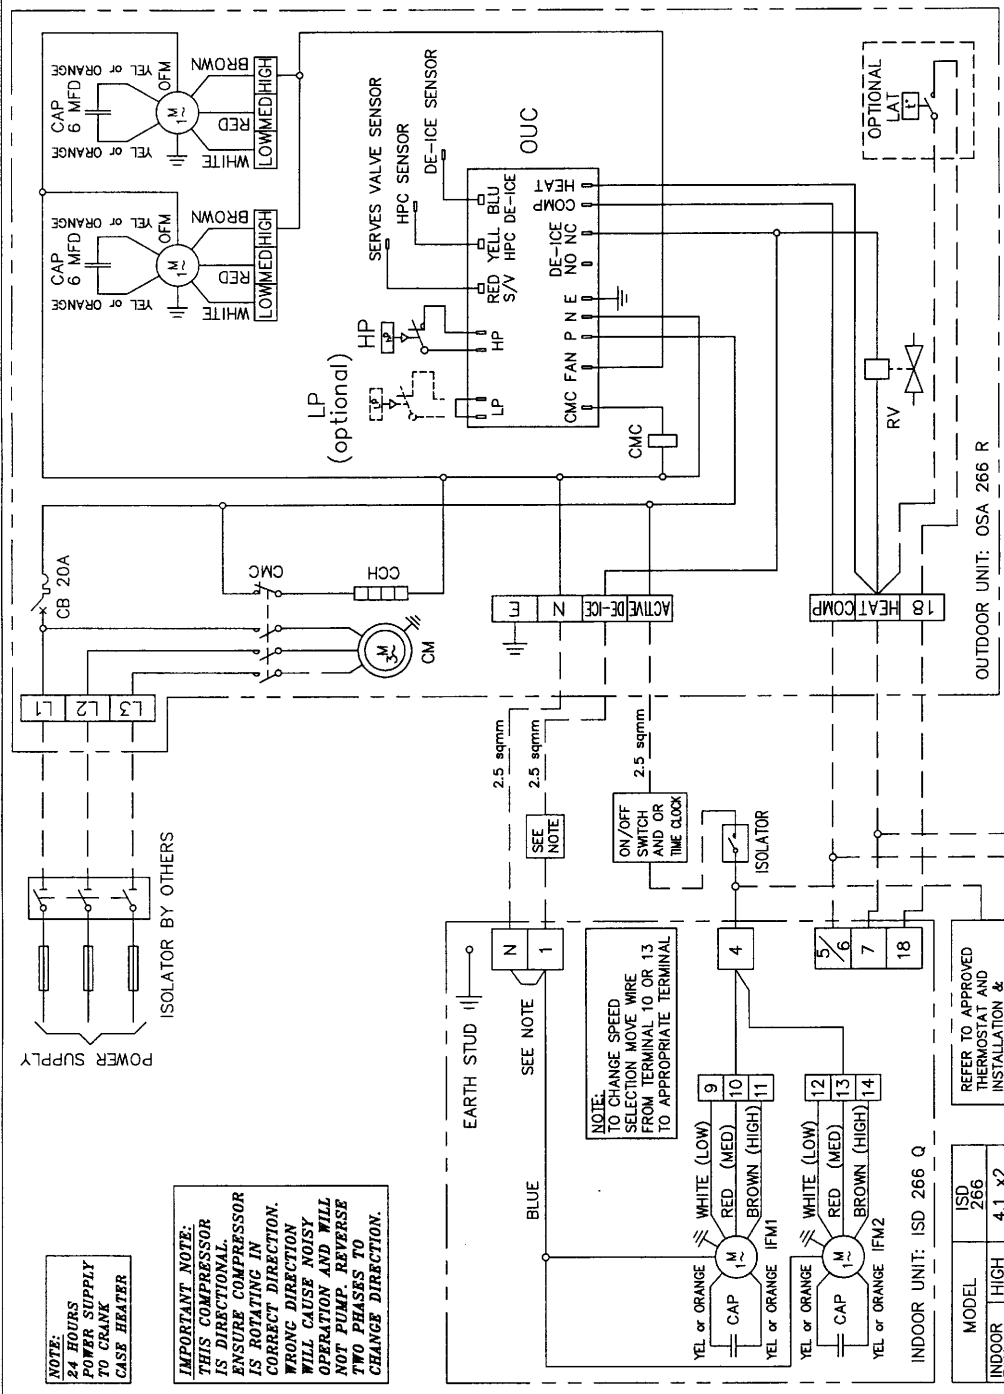 NOTE:
24 HOURS
POWER SUPPLY
TO CRANK
CASE HEATER
IMPORTANT NOTE:
THIS COMPRESSOR
IS DIRECTIONAL.
ENSURE COMPRESSOR
IS ROTATING IN
CORRECT DIRECTION.
WRONG DIRECTION
WILL CAUSE NOISY
OPERATION AND WILL
NOT PUMP. REVERSE
TWO PHASES TO
CHANGE DIRECTION.
POWER SUPPLY
ISOLATOR BY OTHERS
L1
L2
L3
CB 20A
CMC
CCH
M
3~
CM
CAP
6 MFD
YEL or ORANGE
YEL or ORANGE
OFM
M
1~
WHITE
RED
BROWN
LOW
MED
HIGH
CAP
6 MFD
YEL or ORANGE
YEL or ORANGE
OFM
M
1~
WHITE
RED
BROWN
LOW
MED
HIGH
LP
(optional)
HP
SERVES VALVE SENSOR
HPC SENSOR
DE-ICE SENSOR
OUC
LP
HP
RED
S/V
YELL
HPC
BLU
DE-ICE
CMC
FAN
P
N
E
DE-ICE
NO
NC
COMP
HEAT
CMC
RV
OPTIONAL
LAT
t°
E
N
DE-ICE
ACTIVE
COMP
HEAT
18
OUTDOOR UNIT: OSA 266 R
2.5 sqmm
2.5 sqmm
2.5 sqmm
SEE
NOTE
ON/OFF
SWITCH
AND OR
TIME CLOCK
ISOLATOR
EARTH STUD
N
1
SEE NOTE
NOTE:
TO CHANGE SPEED
SELECTION MOVE WIRE
FROM TERMINAL 10 OR 13
TO APPROPRIATE TERMINAL
4
5/6
7
18
BLUE
WHITE (LOW)
RED (MED)
BROWN (HIGH)
9
10
11
YEL or ORANGE
CAP
YEL or ORANGE
M
1~
IFM1
WHITE (LOW)
RED (MED)
BROWN (HIGH)
12
13
14
YEL or ORANGE
CAP
YEL or ORANGE
M
1~
IFM2
INDOOR UNIT: ISD 266 Q
REFER TO APPROVED
THERMOSTAT AND
INSTALLATION &
MODEL
ISD
266
INDOOR
HIGH
4.1 x2